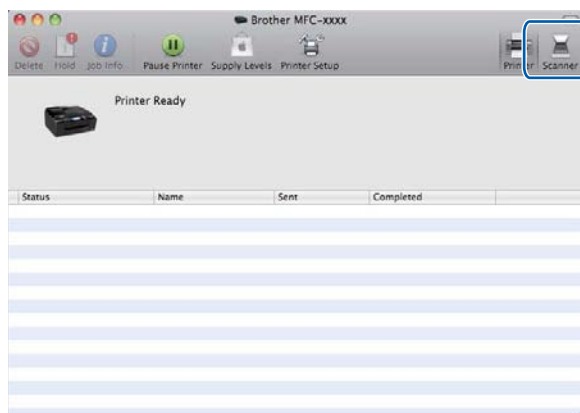 Brother MFC-xxxx
Delete Hold Job Info Pause Printer Supply Levels Printer Setup Printer Scanner
Printer Ready
Status Name Sent Completed